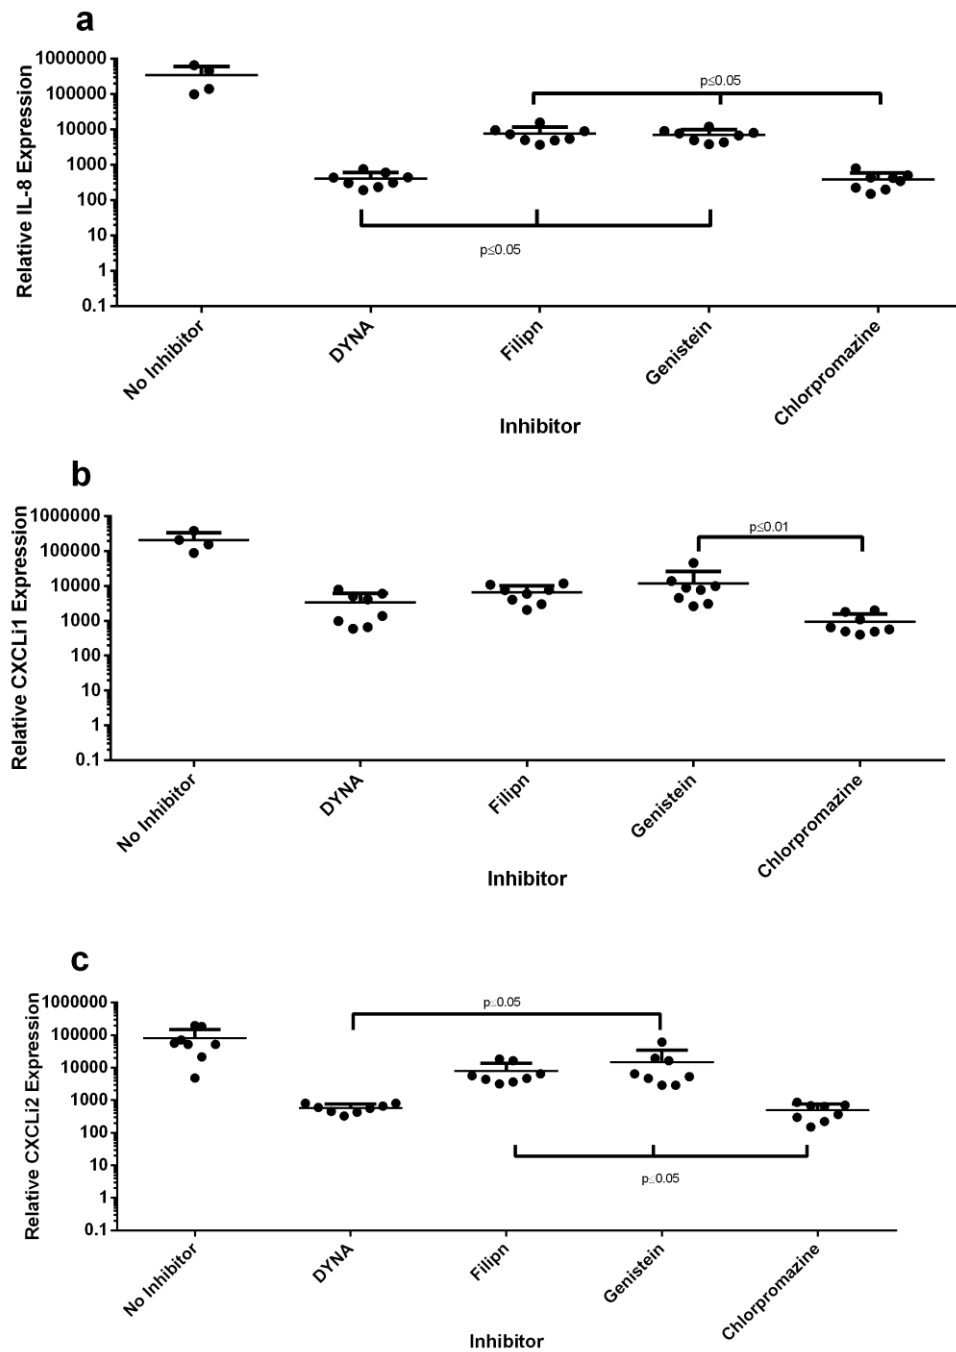 a
Relative IL-8 Expression
1000000
100000
10000
1000
100
10
1
0.1
p≤0.05
p≤0.05
No Inhibitor
DYNA
Filipn
Genistein
Chlorpromazine
Inhibitor
b
Relative CXCLi1 Expression
1000000
100000
10000
1000
100
10
1
0.1
p≤0.01
No Inhibitor
DYNA
Filipn
Genistein
Chlorpromazine
Inhibitor
c
Relative CXCLi2 Expression
1000000
100000
10000
1000
100
10
1
0.1
p≤0.05
p≤0.05
No Inhibitor
DYNA
Filipn
Genistein
Chlorpromazine
Inhibitor